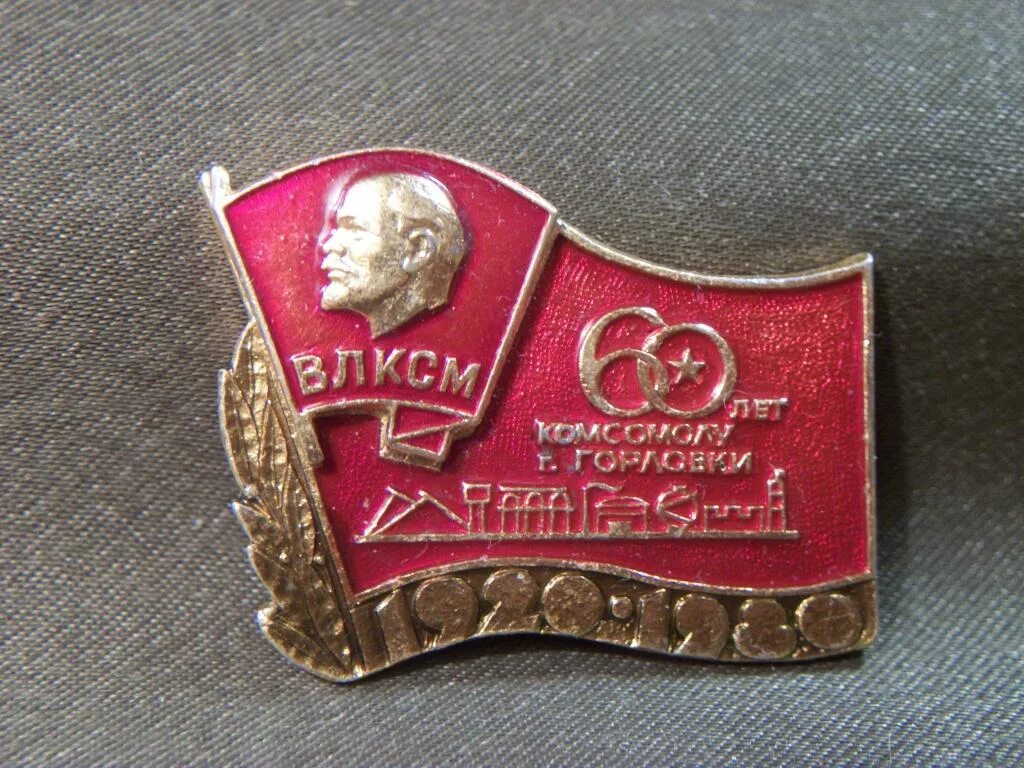 ВЛКСМ
60 ЛЕТ
КОМСОМОЛУ
Г. ГОРЛОВКИ
1920·1980